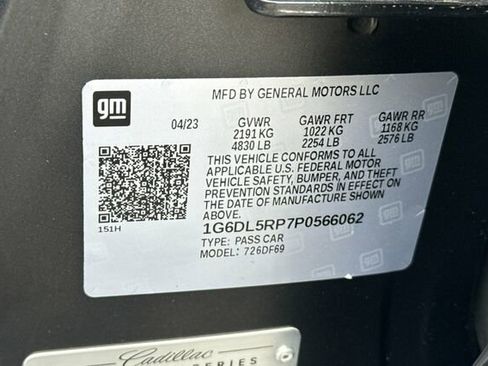 gm
MFD BY GENERAL MOTORS LLC
04/23 GVWR GAWR FRT GAWR RR
2191 KG 1022 KG 1168 KG
4830 LB 2254 LB 2576 LB
THIS VEHICLE CONFORMS TO ALL
APPLICABLE U.S. FEDERAL MOTOR
VEHICLE SAFETY, BUMPER, AND THEFT
PREVENTION STANDARDS IN EFFECT ON
THE DATE OF MANUFACTURE SHOWN
ABOVE.
151H
1G6DL5RP7P0566062
TYPE: PASS CAR
MODEL: 726DF69
Cadillac
SERIES